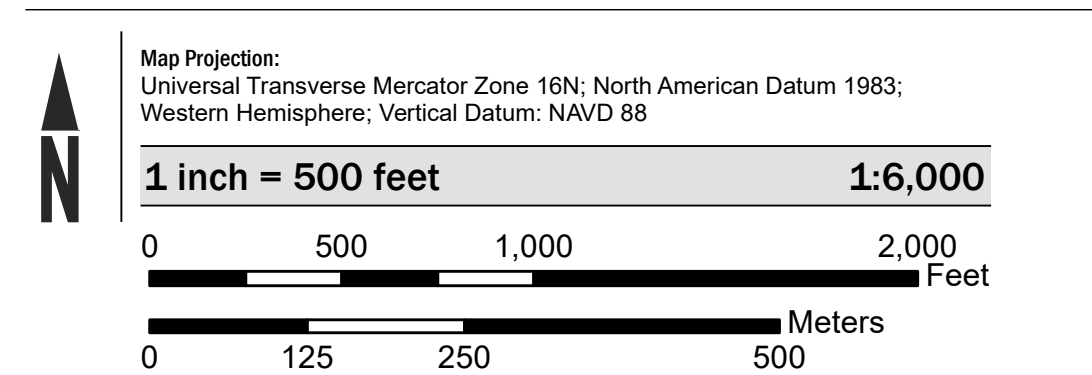 Map Projection:
Universal Transverse Mercator Zone 16N; North American Datum 1983;
Western Hemisphere; Vertical Datum: NAVD 88
N
1 inch = 500 feet 1:6,000
0 500 1,000 2,000
Feet
Meters
0 125 250 500